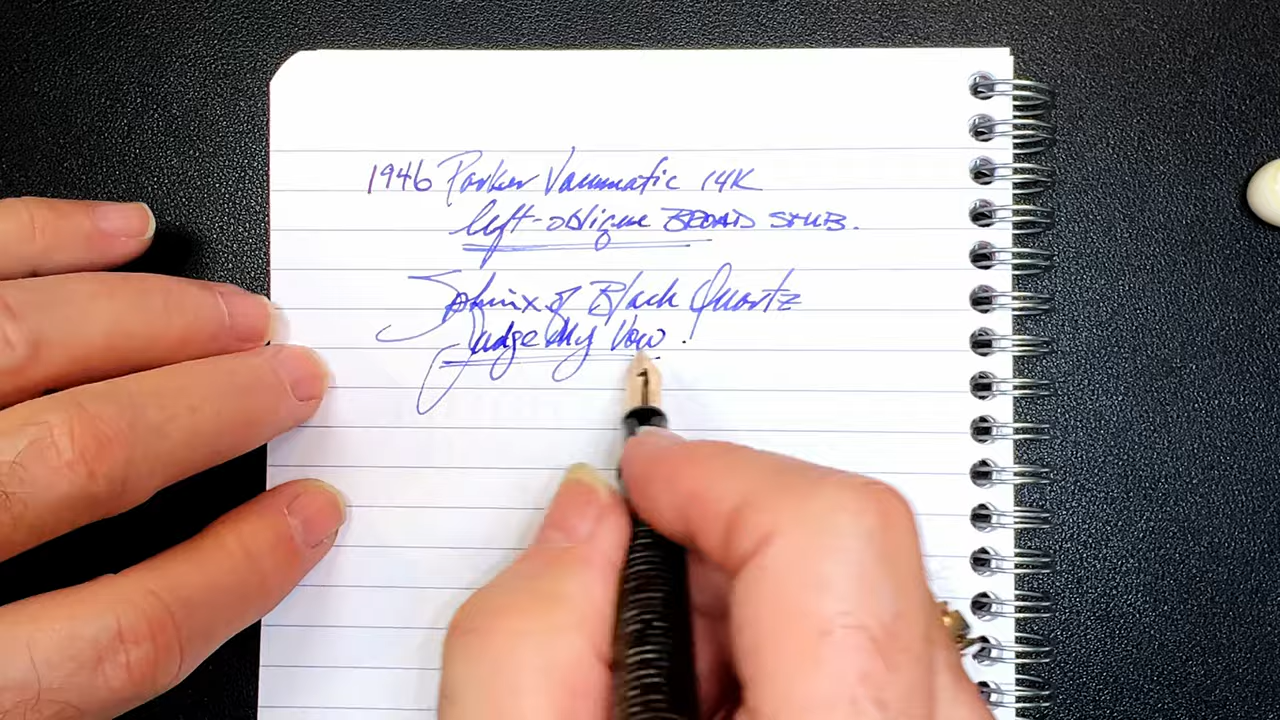 1946 Parker Vacumatic 14K
left-oblique BROAD STUB.
Sphinx of Black Quartz
Judge My Vow.